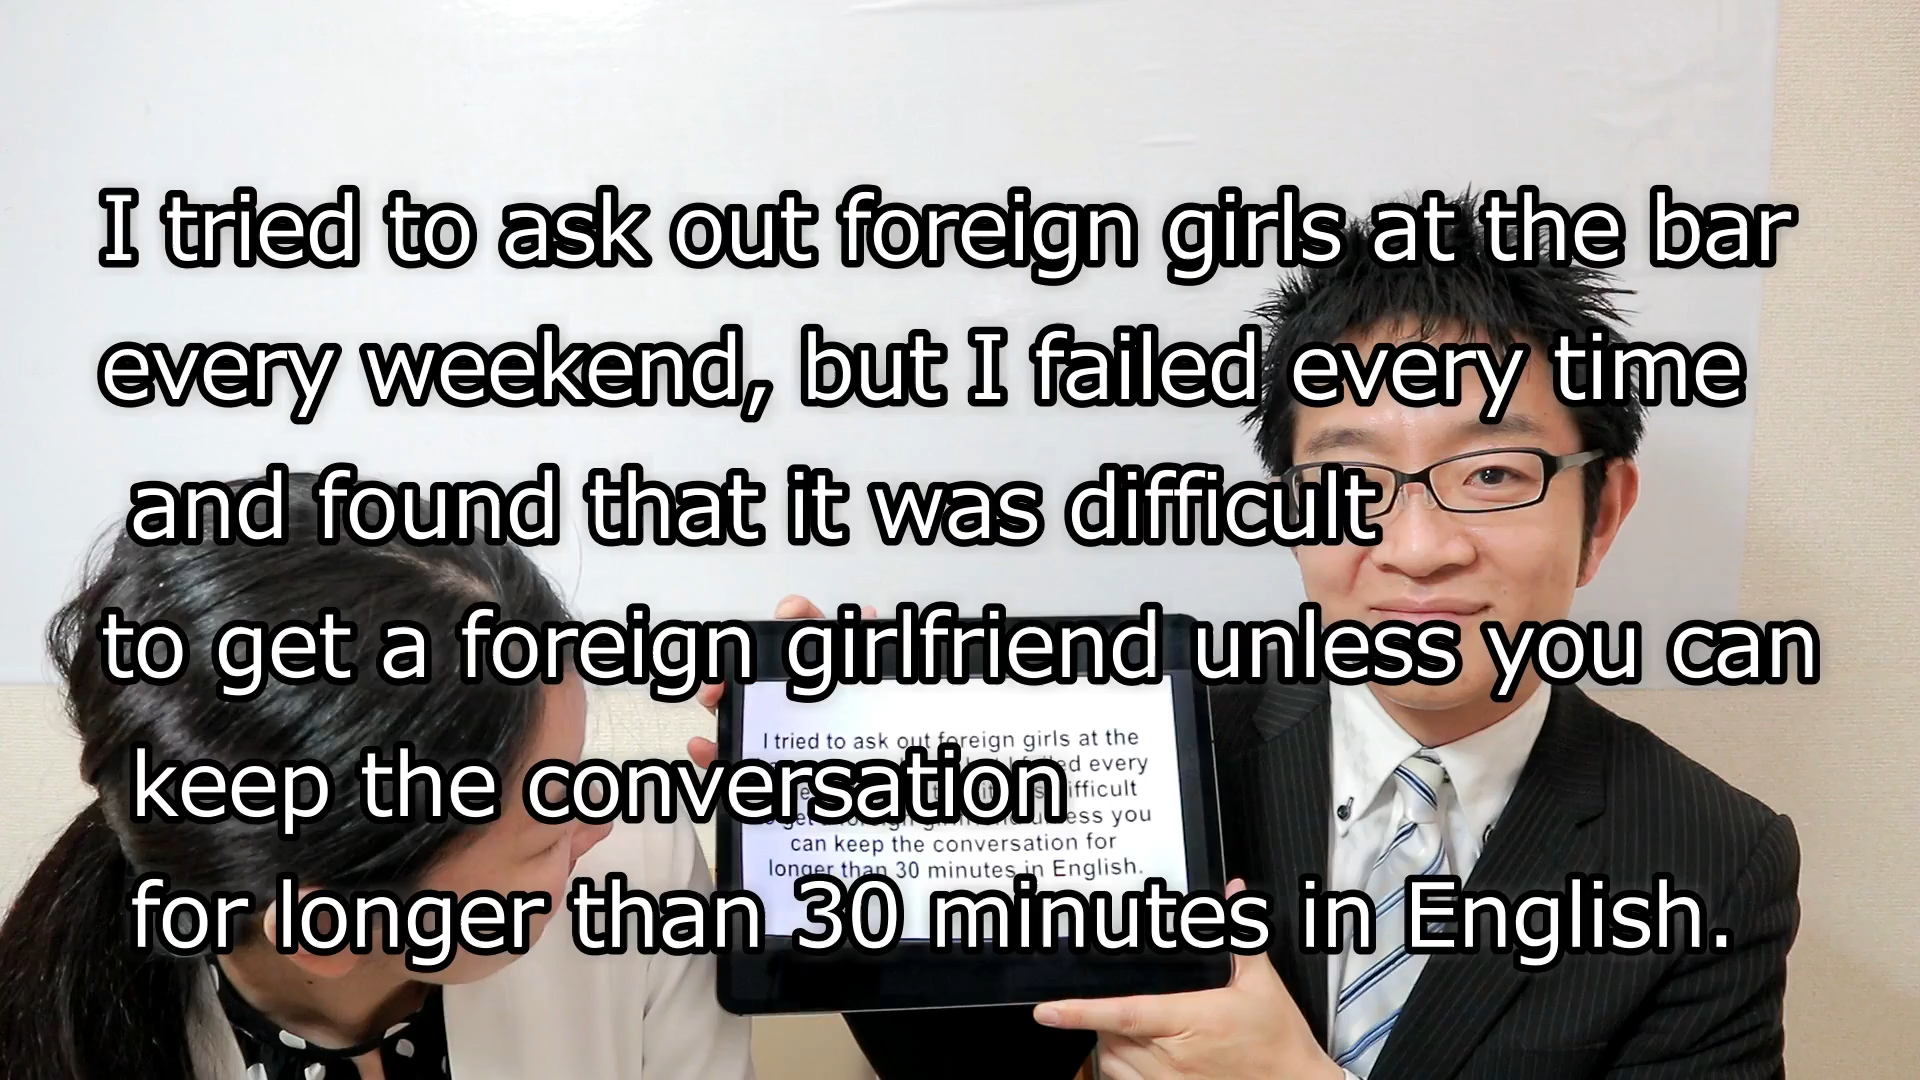 I tried to ask out foreign girls at the bar
every weekend, but I failed every time
and found that it was difficult
to get a foreign girlfriend unless you can
keep the conversation
for longer than 30 minutes in English.
I tried to ask out foreign girls at the
every
difficult
you
can keep the conversation for
longer than 30 minutes in English.